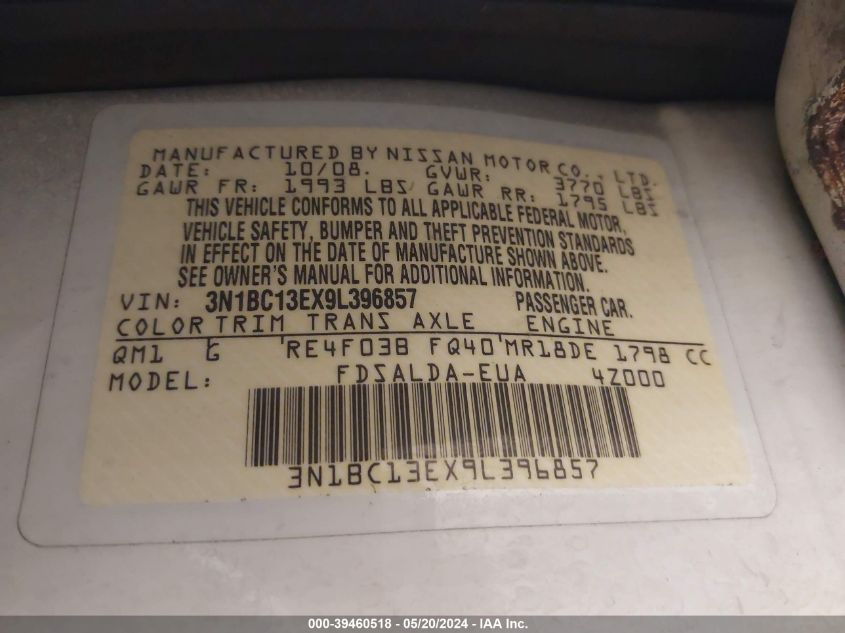 MANUFACTURED BY NISSAN MOTOR CO., LTD.
DATE: 10/08. GVWR: 3770 LBS
GAWR FR: 1993 LBS GAWR RR: 1795 LBS
THIS VEHICLE CONFORMS TO ALL APPLICABLE FEDERAL MOTOR
VEHICLE SAFETY, BUMPER AND THEFT PREVENTION STANDARDS
IN EFFECT ON THE DATE OF MANUFACTURE SHOWN ABOVE.
SEE OWNER'S MANUAL FOR ADDITIONAL INFORMATION.
VIN: 3N1BC13EX9L396857 PASSENGER CAR.
COLOR TRIM TRANS AXLE ENGINE
QM1 G RE4F03B FQ40 MR18DE 1798 CC
MODEL: FDSALDA-EUA 4Z000
3N1BC13EX9L396857
000-39460518 - 05/20/2024 - IAA Inc.